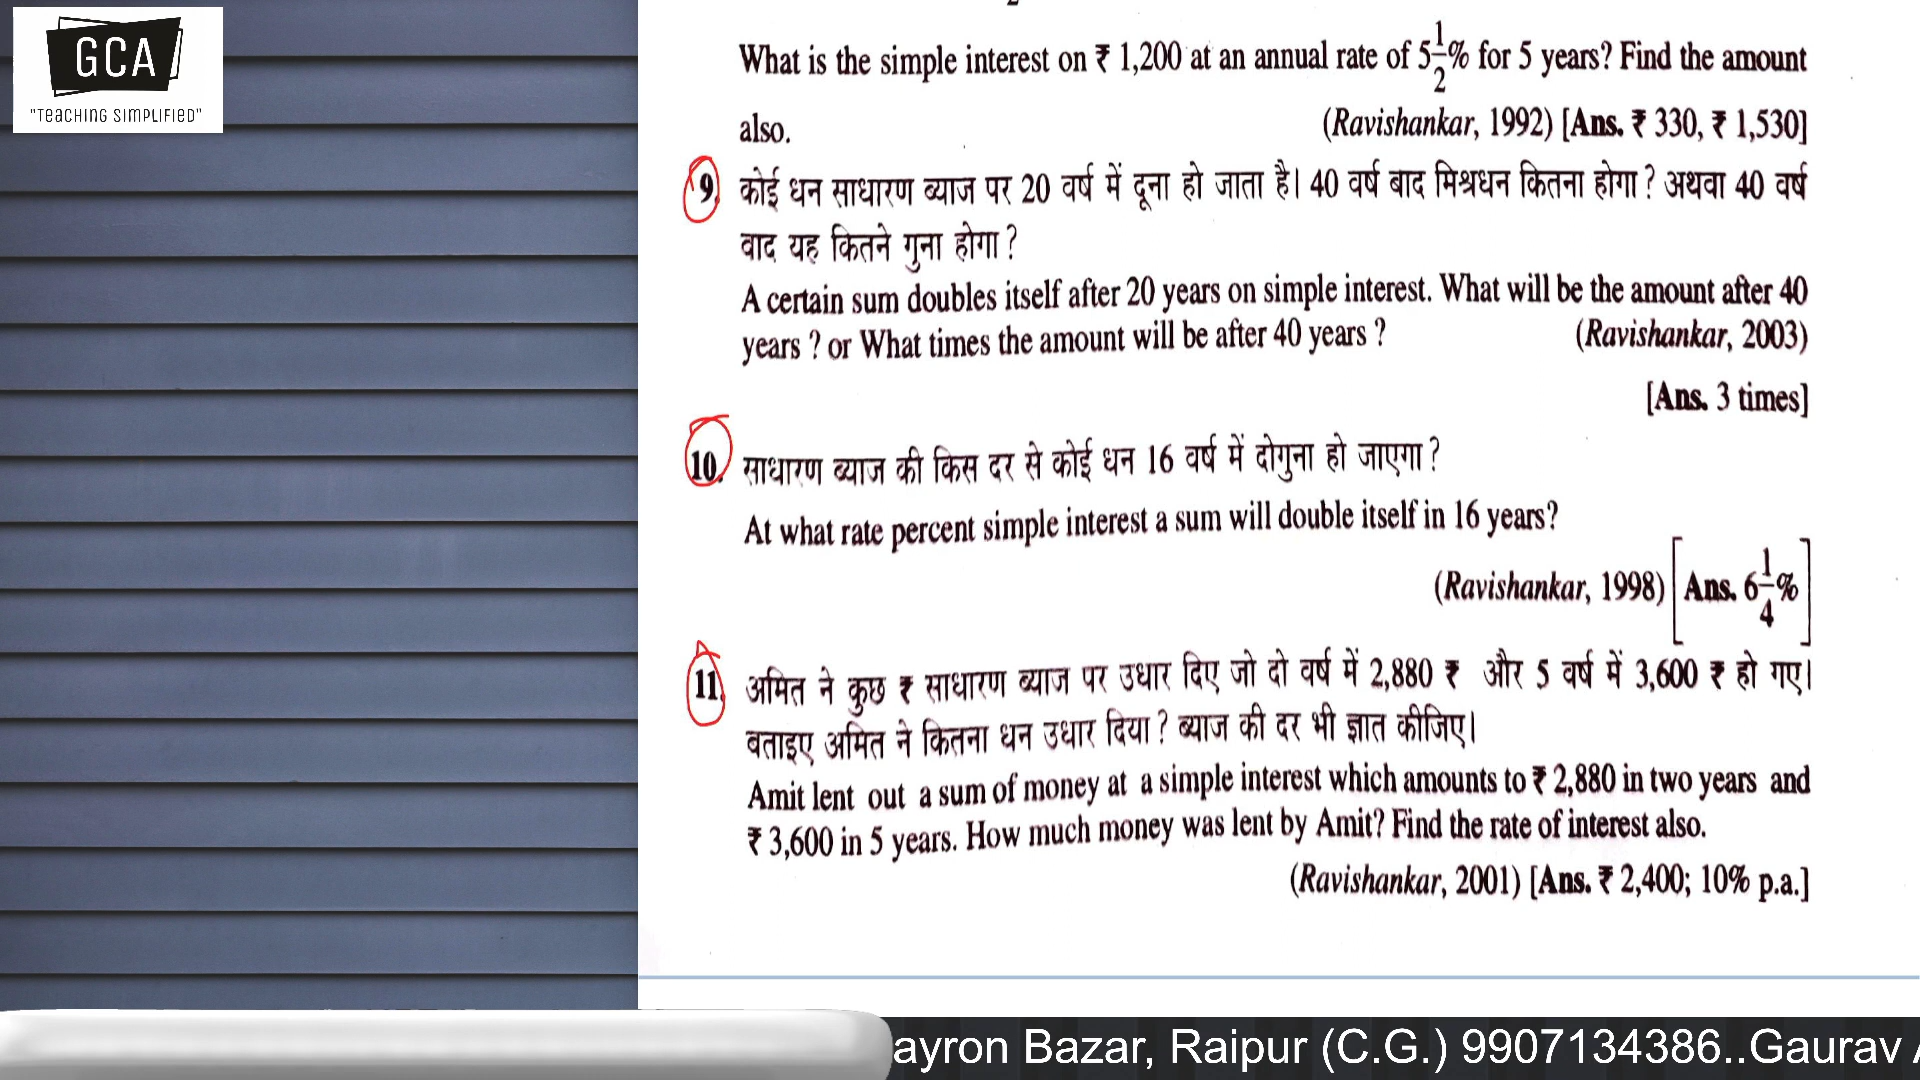 GCA
"Teaching Simplified"
What is the simple interest on ₹ 1,200 at an annual rate of 5 1/2% for 5 years? Find the amount
also. (Ravishankar, 1992) [Ans. ₹ 330, ₹ 1,530]
9. कोई धन साधारण ब्याज पर 20 वर्ष में दूना हो जाता है। 40 वर्ष बाद मिश्रधन कितना होगा ? अथवा 40 वर्ष
वाद यह कितने गुना होगा ?
A certain sum doubles itself after 20 years on simple interest. What will be the amount after 40
years ? or What times the amount will be after 40 years ? (Ravishankar, 2003)
[Ans. 3 times]
10. साधारण ब्याज की किस दर से कोई धन 16 वर्ष में दोगुना हो जाएगा ?
At what rate percent simple interest a sum will double itself in 16 years?
(Ravishankar, 1998) [Ans. 6 1/4%]
11. अमित ने कुछ ₹ साधारण ब्याज पर उधार दिए जो दो वर्ष में 2,880 ₹ और 5 वर्ष में 3,600 ₹ हो गए।
बताइए अमित ने कितना धन उधार दिया ? ब्याज की दर भी ज्ञात कीजिए।
Amit lent out a sum of money at a simple interest which amounts to ₹ 2,880 in two years and
₹ 3,600 in 5 years. How much money was lent by Amit? Find the rate of interest also.
(Ravishankar, 2001) [Ans. ₹ 2,400; 10% p.a.]
ayron Bazar, Raipur (C.G.) 9907134386..Gaurav